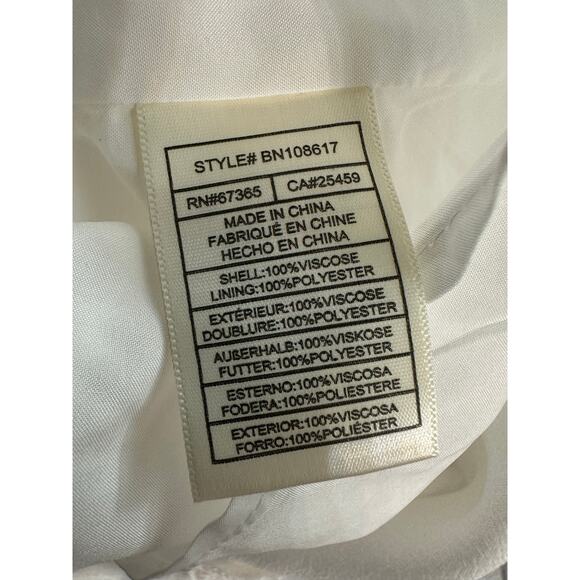 STYLE# BN108617
RN#67365 CA#25459
MADE IN CHINA
FABRIQUÉ EN CHINE
HECHO EN CHINA
SHELL:100%VISCOSE
LINING:100%POLYESTER
EXTÉRIEUR:100%VISCOSE
DOUBLURE:100%POLYESTER
AUßERHALB:100%VISKOSE
FUTTER:100%POLYESTER
ESTERNO:100%VISCOSA
FODERA:100%POLIESTERE
EXTERIOR:100%VISCOSA
FORRO:100%POLIÉSTER